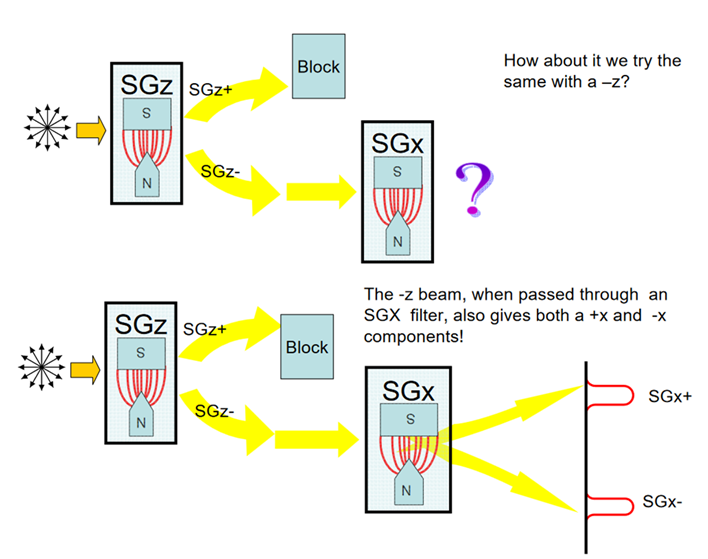 How about it we try the
same with a –z?
SGz
SGz+
Block
S
N
SGz-
SGx
S
N
?
The -z beam, when passed through an
SGX filter, also gives both a +x and -x
components!
SGz
SGz+
Block
S
N
SGz-
SGx
S
N
SGx+
SGx-